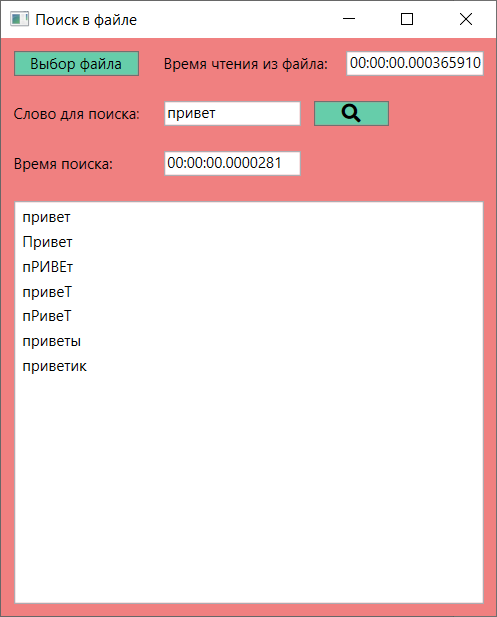 Поиск в файле
Выбор файла Время чтения из файла: 00:00:00.000365910
Слово для поиска: привет
Время поиска: 00:00:00.0000281
привет
Привет
пРИВЕт
привеТ
пРивеТ
приветы
приветик